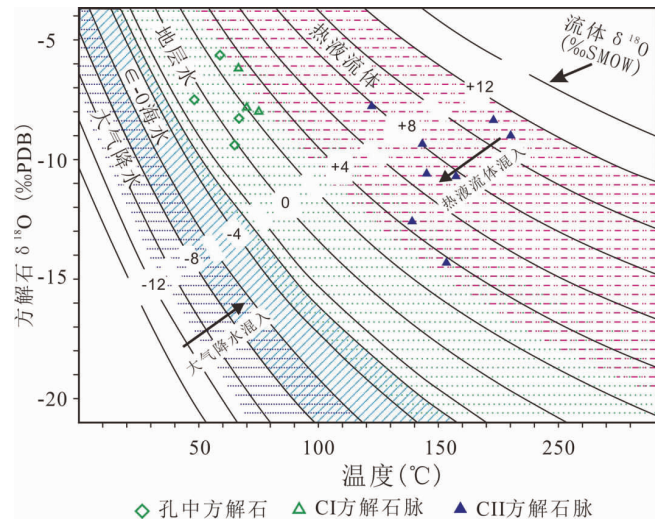 流体 δ¹⁸O
(‰SMOW)
地层水
热液流体
∈-O海水
大气降水
+12
+8
+4
0
-4
-8
-12
热液流体混入
大气降水混入
方解石 δ¹⁸O (‰PDB)
-5
-10
-15
-20
50
100
150
250
温度(℃)
孔中方解石
CI方解石脉
CII方解石脉